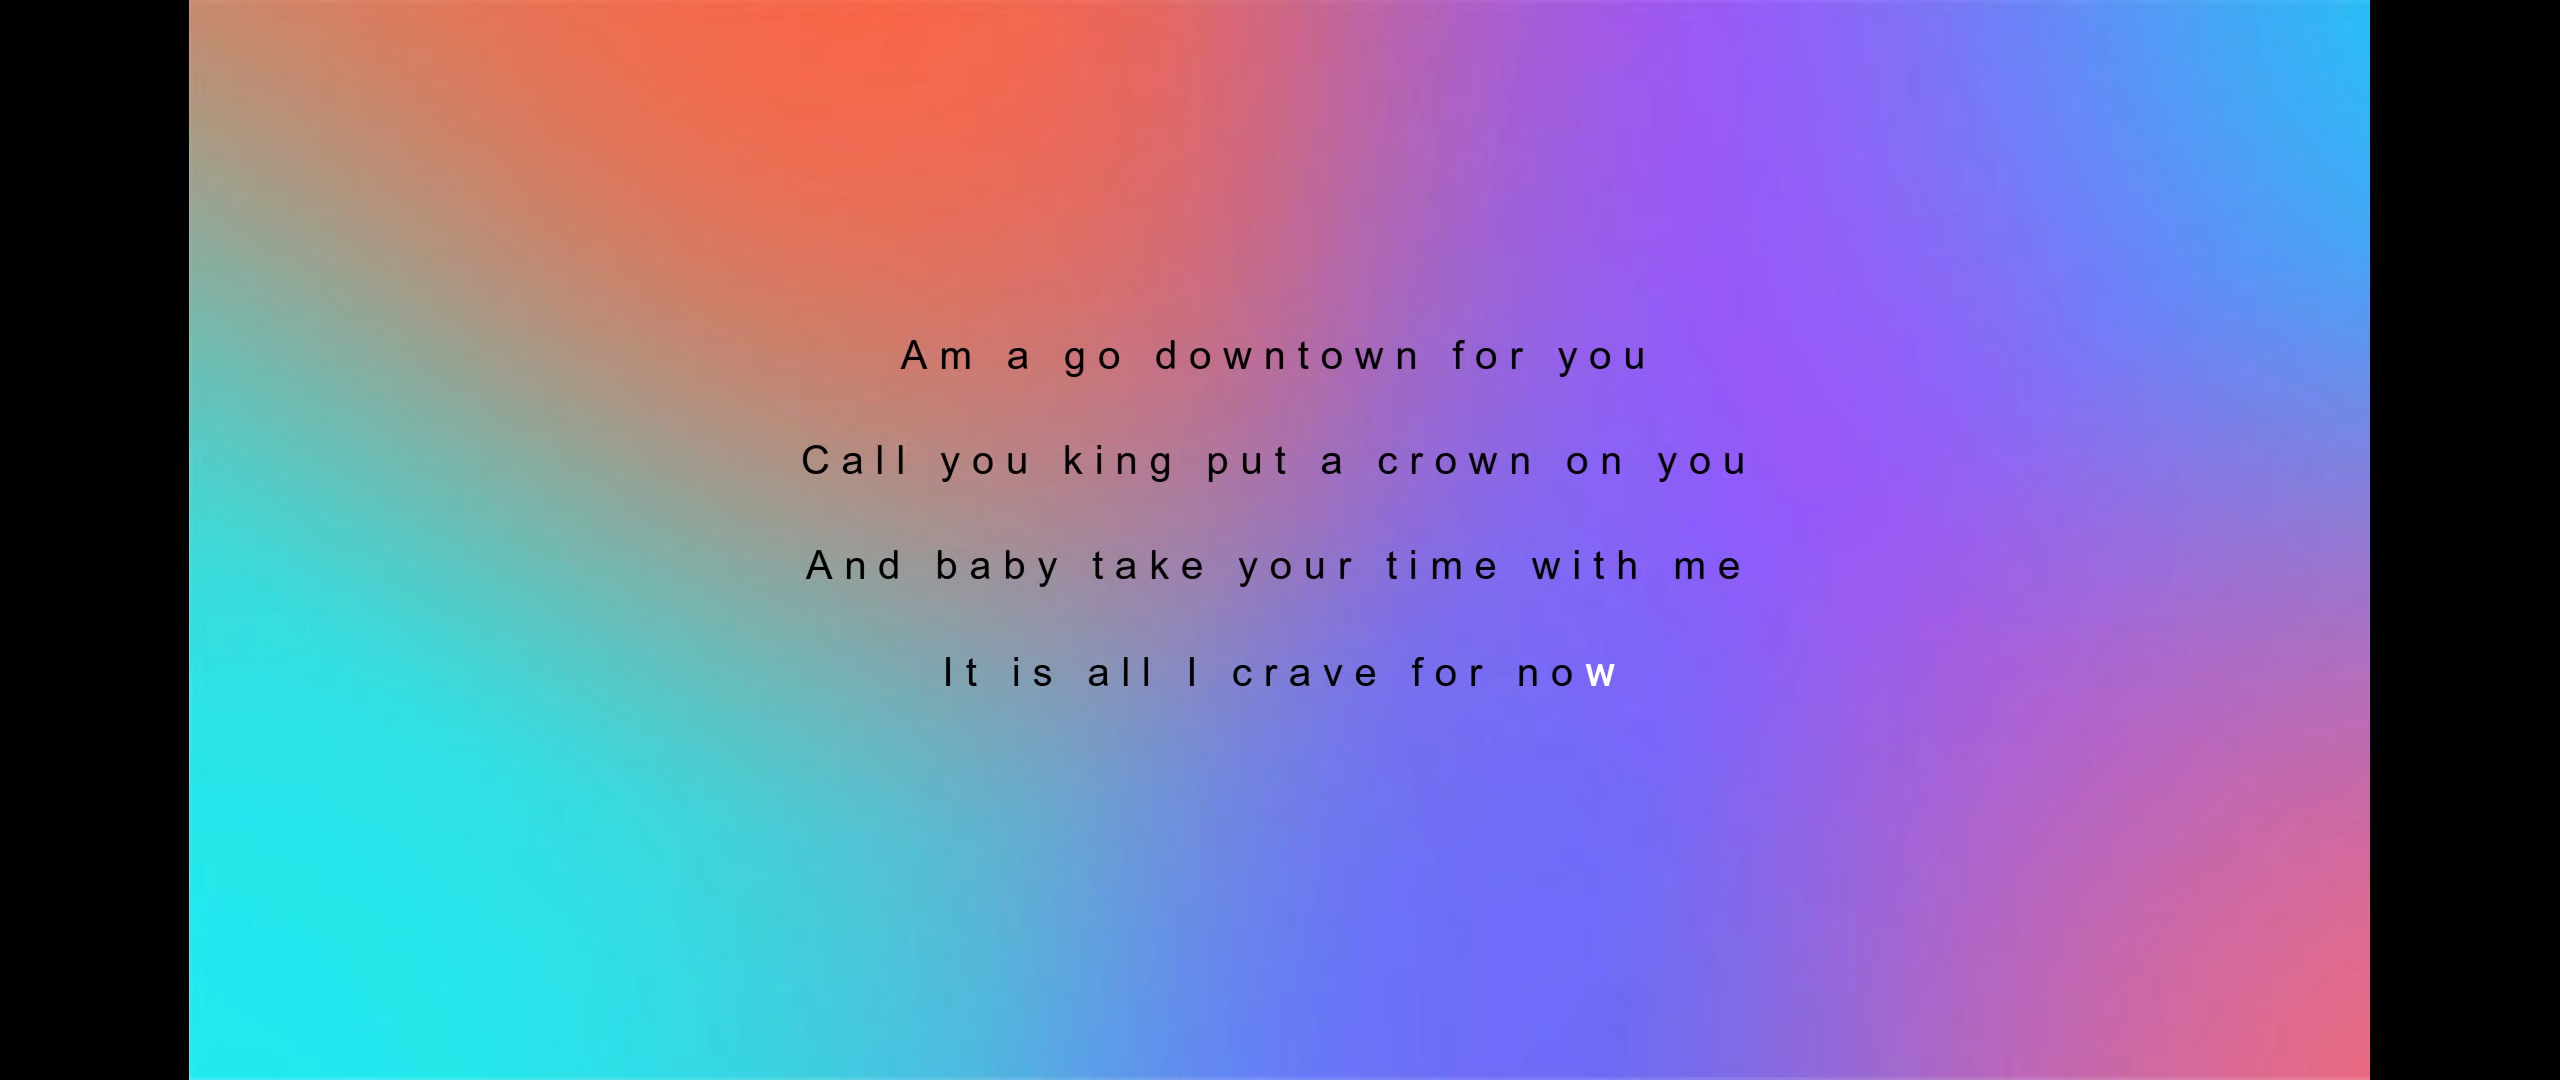 Am a go downtown for you
Call you king put a crown on you
And baby take your time with me
It is all I crave for now